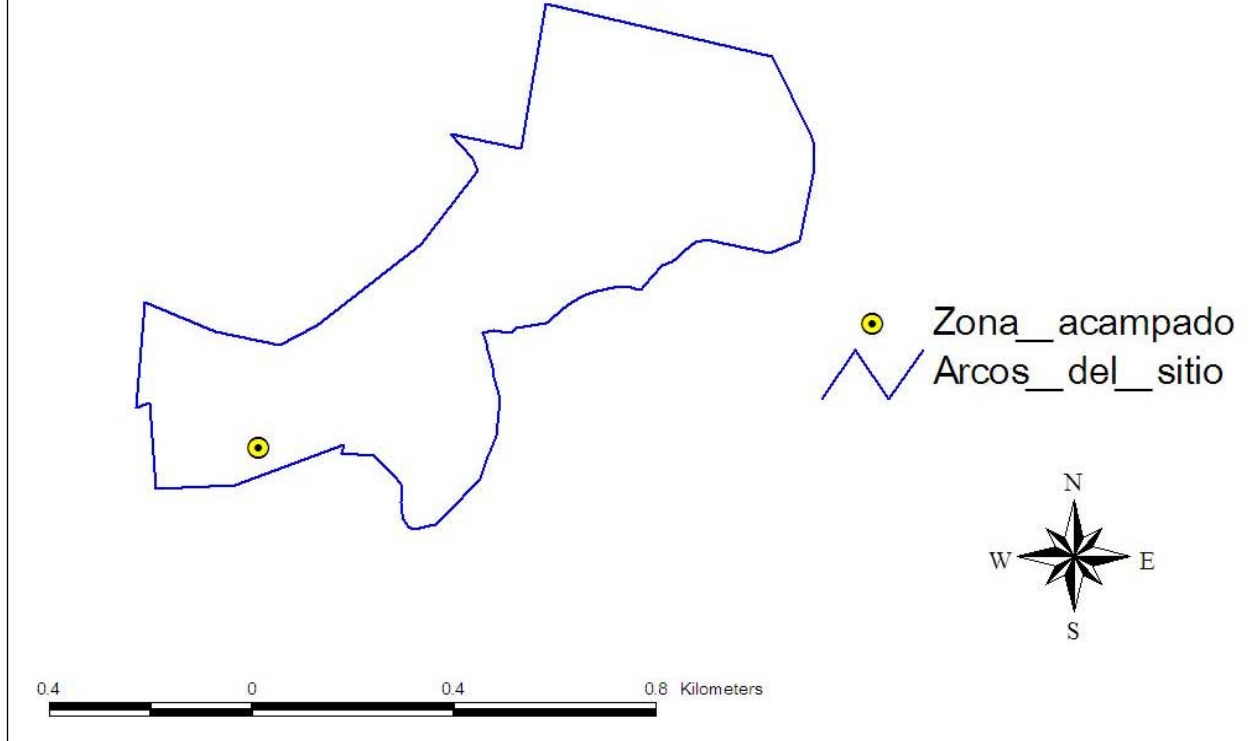 Zona__acampado
Arcos__del__sitio
N
W E
S
0.4 0 0.4 0.8 Kilometers